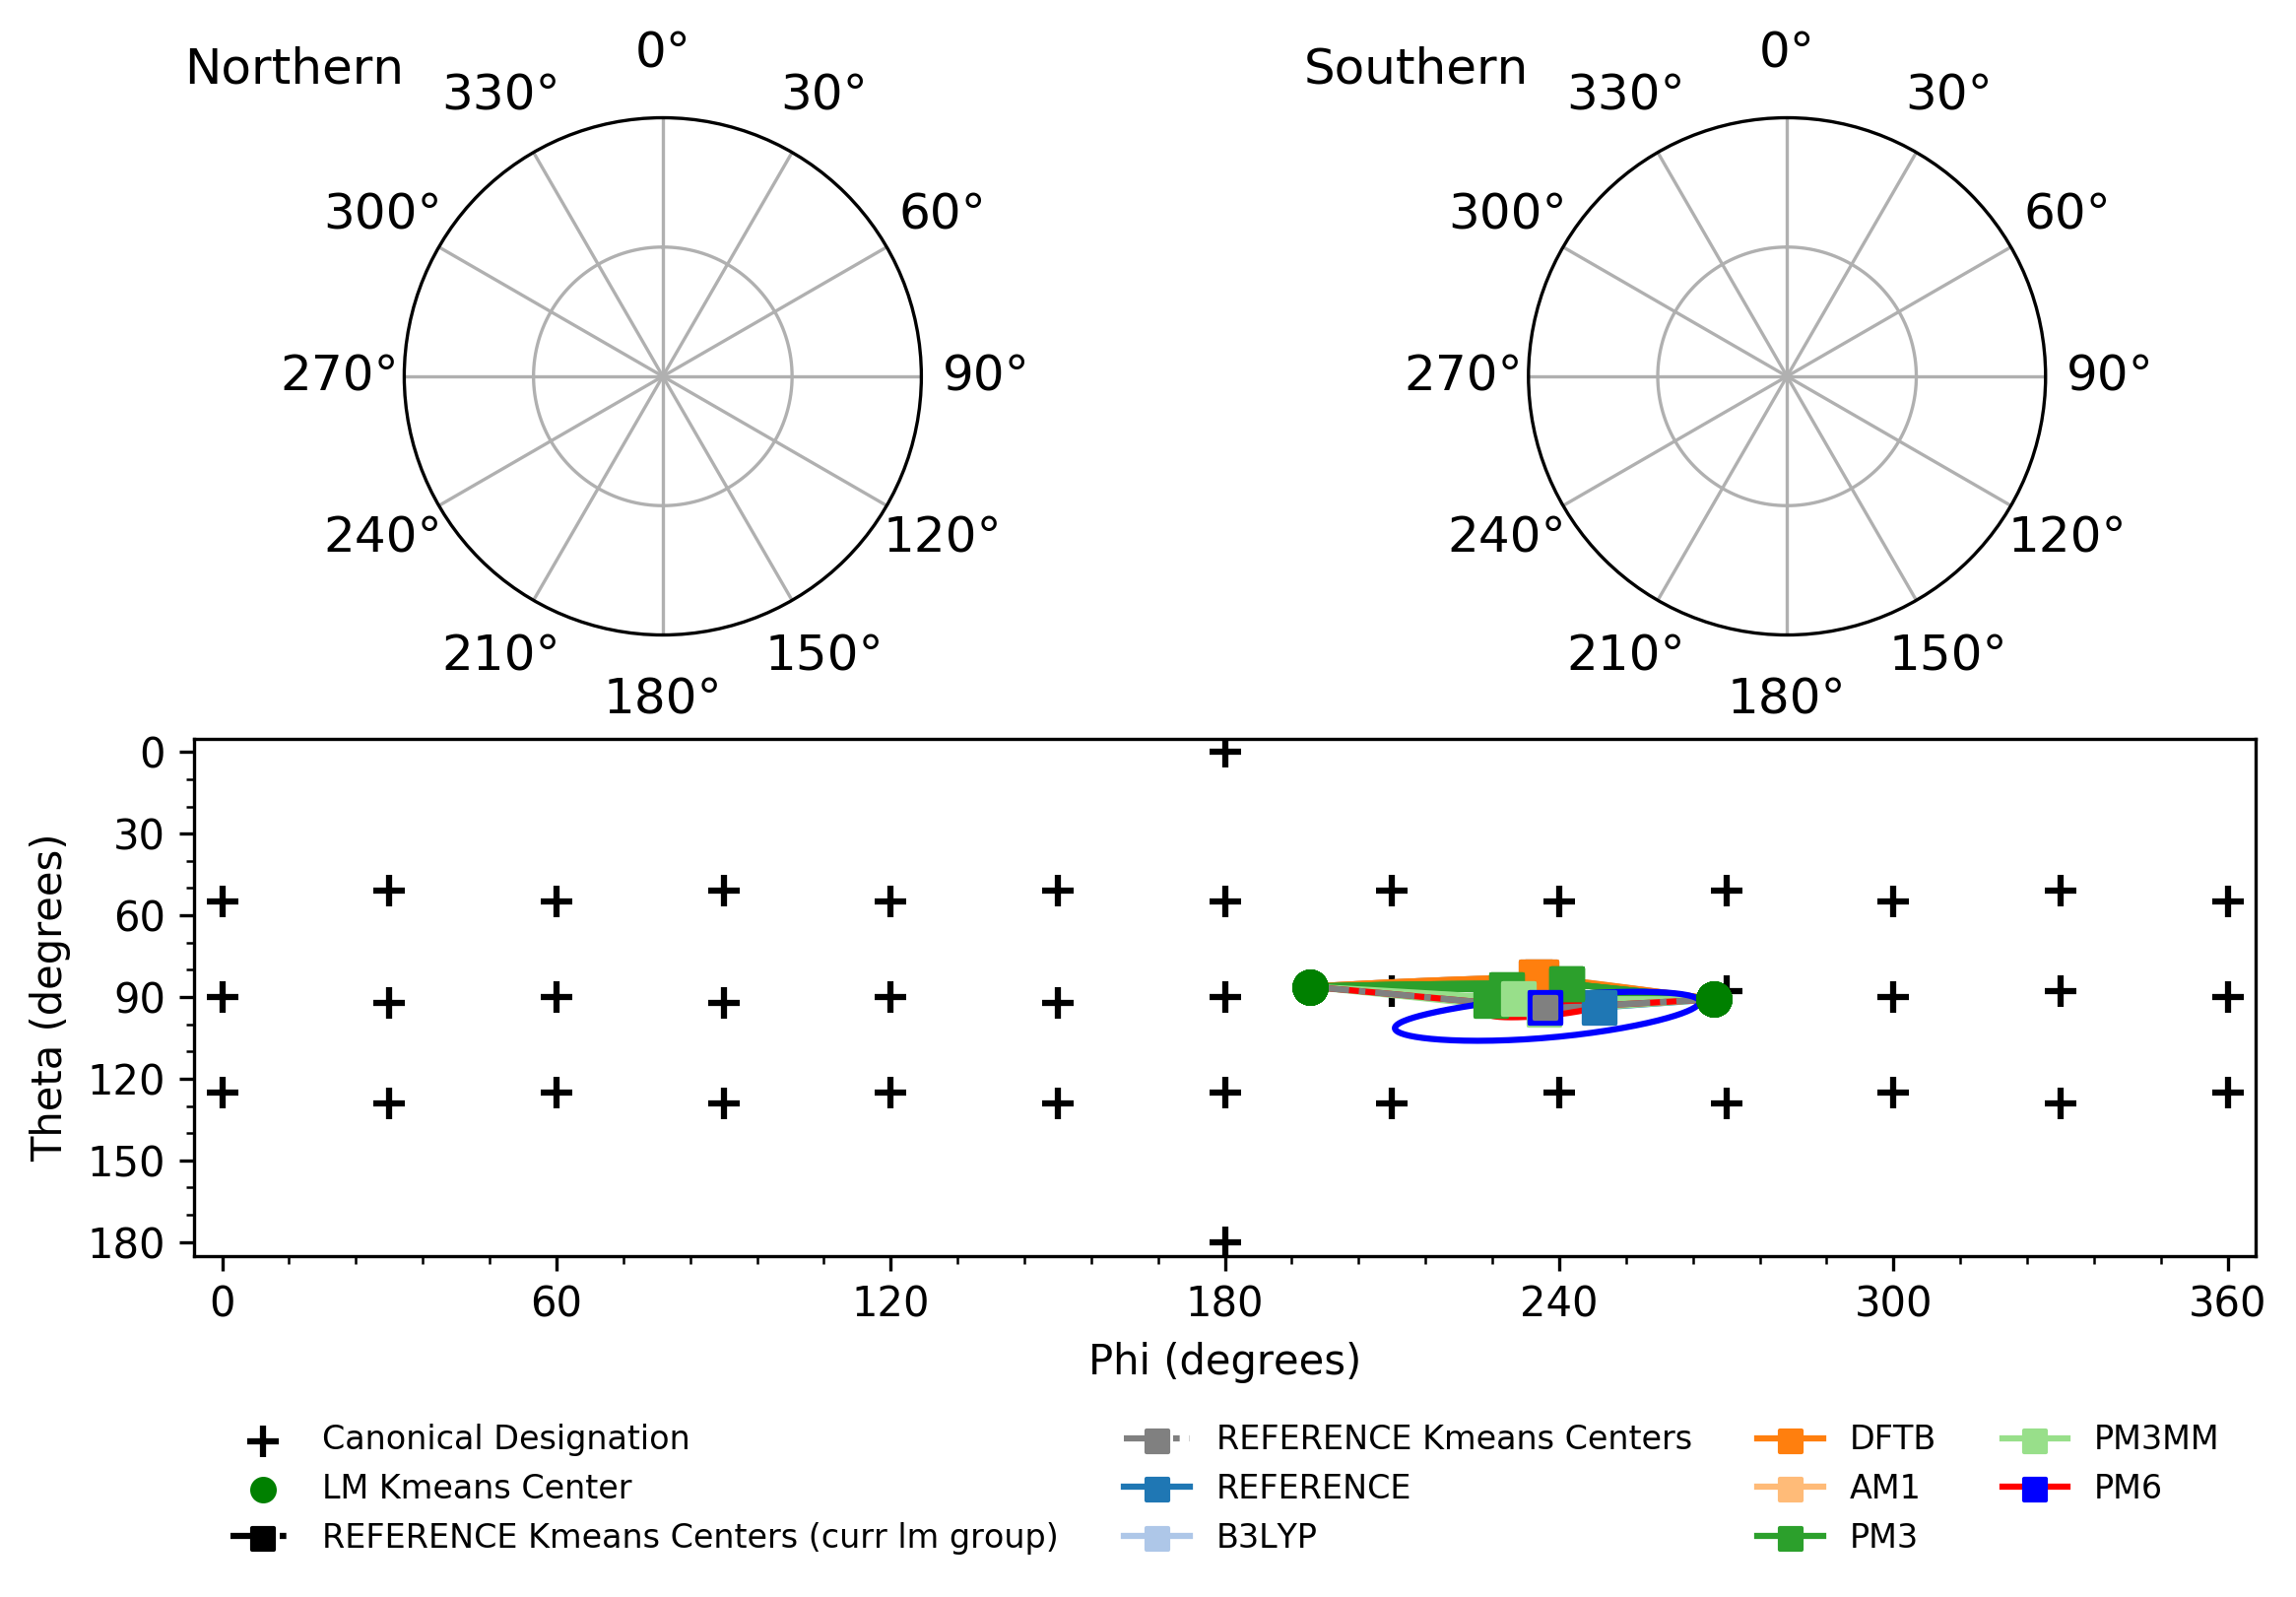 Northern
0°
30°
60°
90°
120°
150°
180°
210°
240°
270°
300°
330°
Southern
0°
30°
60°
90°
120°
150°
180°
210°
240°
270°
300°
330°
Theta (degrees)
0
30
60
90
120
150
180
0 60 120 180 240 300 360
Phi (degrees)
Canonical Designation
LM Kmeans Center
REFERENCE Kmeans Centers (curr lm group)
REFERENCE Kmeans Centers
REFERENCE
B3LYP
DFTB
AM1
PM3
PM3MM
PM6